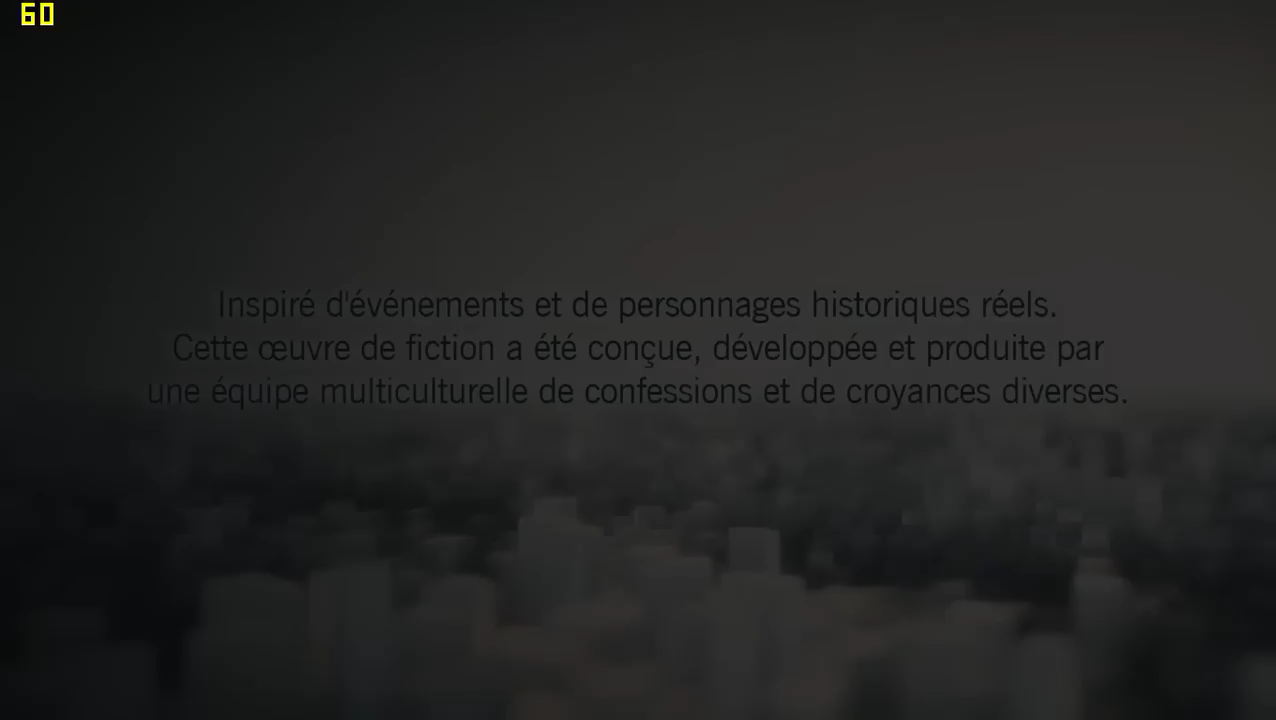 60
Inspiré d'événements et de personnages historiques réels.
Cette œuvre de fiction a été conçue, développée et produite par
une équipe multiculturelle de confessions et de croyances diverses.